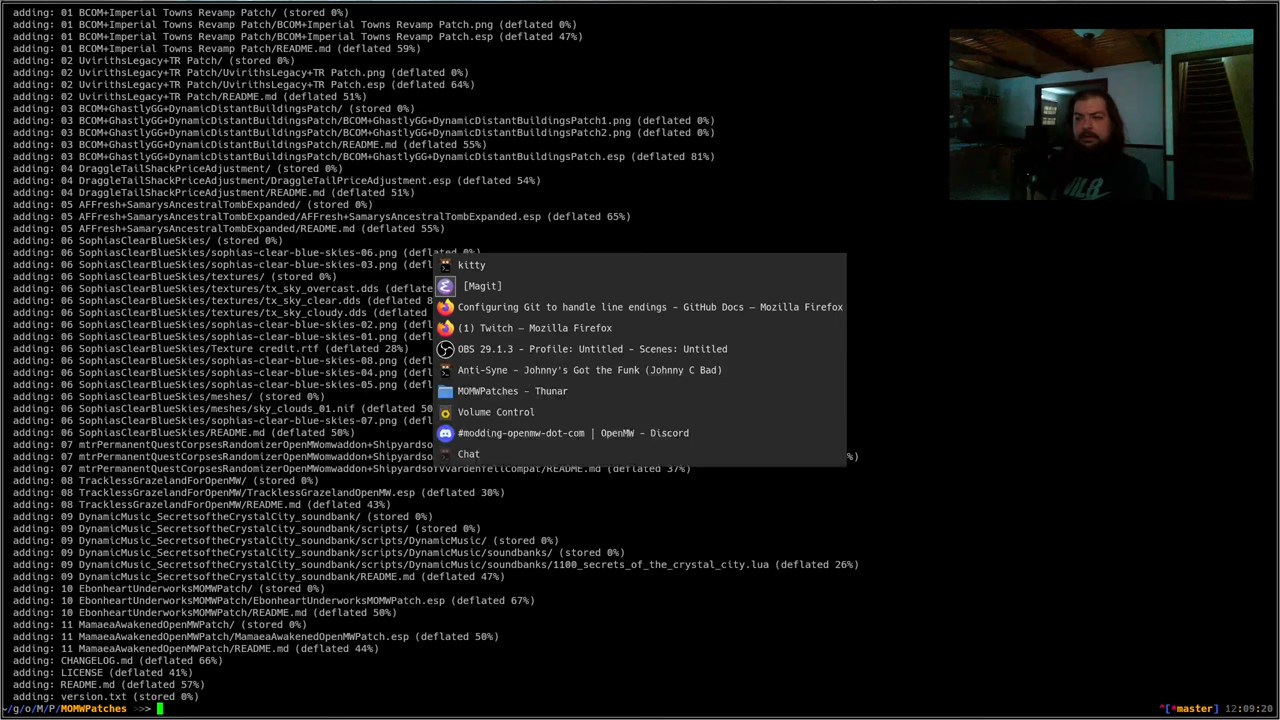 adding: 01 BCOM+Imperial Towns Revamp Patch/ (stored 0%)
adding: 01 BCOM+Imperial Towns Revamp Patch/BCOM+Imperial Towns Revamp Patch.png (deflated 0%)
adding: 01 BCOM+Imperial Towns Revamp Patch/BCOM+Imperial Towns Revamp Patch.esp (deflated 47%)
adding: 01 BCOM+Imperial Towns Revamp Patch/README.md (deflated 59%)
adding: 02 UvirithsLegacy+TR Patch/ (stored 0%)
adding: 02 UvirithsLegacy+TR Patch/UvirithsLegacy+TR Patch.png (deflated 0%)
adding: 02 UvirithsLegacy+TR Patch/UvirithsLegacy+TR Patch.esp (deflated 64%)
adding: 02 UvirithsLegacy+TR Patch/README.md (deflated 51%)
adding: 03 BCOM+GhastlyGG+DynamicDistantBuildingsPatch/ (stored 0%)
adding: 03 BCOM+GhastlyGG+DynamicDistantBuildingsPatch/BCOM+GhastlyGG+DynamicDistantBuildingsPatch1.png (deflated 0%)
adding: 03 BCOM+GhastlyGG+DynamicDistantBuildingsPatch/BCOM+GhastlyGG+DynamicDistantBuildingsPatch2.png (deflated 0%)
adding: 03 BCOM+GhastlyGG+DynamicDistantBuildingsPatch/README.md (deflated 55%)
adding: 03 BCOM+GhastlyGG+DynamicDistantBuildingsPatch/BCOM+GhastlyGG+DynamicDistantBuildingsPatch.esp (deflated 81%)
adding: 04 DraggleTailShackPriceAdjustment/ (stored 0%)
adding: 04 DraggleTailShackPriceAdjustment/DraggleTailPriceAdjustment.esp (deflated 54%)
adding: 04 DraggleTailShackPriceAdjustment/README.md (deflated 51%)
adding: 05 AFFresh+SamarysAncestralTombExpanded/ (stored 0%)
adding: 05 AFFresh+SamarysAncestralTombExpanded/AFFresh+SamarysAncestralTombExpanded.esp (deflated 65%)
adding: 05 AFFresh+SamarysAncestralTombExpanded/README.md (deflated 55%)
adding: 06 SophiasClearBlueSkies/ (stored 0%)
adding: 06 SophiasClearBlueSkies/sophias-clear-blue-skies-06.png (deflated 0%)
adding: 06 SophiasClearBlueSkies/sophias-clear-blue-skies-03.png (def
adding: 06 SophiasClearBlueSkies/textures/ (stored 0%)
adding: 06 SophiasClearBlueSkies/textures/tx_sky_overcast.dds (deflat
adding: 06 SophiasClearBlueSkies/textures/tx_sky_clear.dds (deflated 8
adding: 06 SophiasClearBlueSkies/textures/tx_sky_cloudy.dds (deflated
adding: 06 SophiasClearBlueSkies/sophias-clear-blue-skies-02.png (def
adding: 06 SophiasClearBlueSkies/sophias-clear-blue-skies-01.png (def
adding: 06 SophiasClearBlueSkies/Texture credit.rtf (deflated 28%)
adding: 06 SophiasClearBlueSkies/sophias-clear-blue-skies-08.png (def
adding: 06 SophiasClearBlueSkies/sophias-clear-blue-skies-04.png (def
adding: 06 SophiasClearBlueSkies/sophias-clear-blue-skies-05.png (def
adding: 06 SophiasClearBlueSkies/meshes/ (stored 0%)
adding: 06 SophiasClearBlueSkies/meshes/sky_clouds_01.nif (deflated 50
adding: 06 SophiasClearBlueSkies/sophias-clear-blue-skies-07.png (def
adding: 06 SophiasClearBlueSkies/README.md (deflated 50%)
adding: 07 mtrPermanentQuestCorpsesRandomizerOpenMWomwaddon+Shipyards
adding: 07 mtrPermanentQuestCorpsesRandomizerOpenMWomwaddon+Shipyards %)
adding: 07 mtrPermanentQuestCorpsesRandomizerOpenMWomwaddon+ShipyardsofVvardenfellCompat/README.md (deflated 37%)
adding: 08 TracklessGrazelandForOpenMW/ (stored 0%)
adding: 08 TracklessGrazelandForOpenMW/TracklessGrazelandOpenMW.esp (deflated 30%)
adding: 08 TracklessGrazelandForOpenMW/README.md (deflated 43%)
adding: 09 DynamicMusic_SecretsoftheCrystalCity_soundbank/ (stored 0%)
adding: 09 DynamicMusic_SecretsoftheCrystalCity_soundbank/scripts/ (stored 0%)
adding: 09 DynamicMusic_SecretsoftheCrystalCity_soundbank/scripts/DynamicMusic/ (stored 0%)
adding: 09 DynamicMusic_SecretsoftheCrystalCity_soundbank/scripts/DynamicMusic/soundbanks/ (stored 0%)
adding: 09 DynamicMusic_SecretsoftheCrystalCity_soundbank/scripts/DynamicMusic/soundbanks/1100_secrets_of_the_crystal_city.lua (deflated 26%)
adding: 09 DynamicMusic_SecretsoftheCrystalCity_soundbank/README.md (deflated 47%)
adding: 10 EbonheartUnderworksMOMWPatch/ (stored 0%)
adding: 10 EbonheartUnderworksMOMWPatch/EbonheartUnderworksMOMWPatch.esp (deflated 67%)
adding: 10 EbonheartUnderworksMOMWPatch/README.md (deflated 50%)
adding: 11 MamaeaAwakenedOpenMWPatch/ (stored 0%)
adding: 11 MamaeaAwakenedOpenMWPatch/MamaeaAwakenedOpenMWPatch.esp (deflated 50%)
adding: 11 MamaeaAwakenedOpenMWPatch/README.md (deflated 44%)
adding: CHANGELOG.md (deflated 66%)
adding: LICENSE (deflated 41%)
adding: README.md (deflated 57%)
adding: version.txt (stored 0%)
~/g/o/M/P/MOMWPatches >>> ^[*master] 12:09:20
kitty
[Magit]
Configuring Git to handle line endings - GitHub Docs — Mozilla Firefox
(1) Twitch — Mozilla Firefox
OBS 29.1.3 - Profile: Untitled - Scenes: Untitled
Anti-Syne - Johnny's Got the Funk (Johnny C Bad)
MOMWPatches - Thunar
Volume Control
#modding-openmw-dot-com | OpenMW - Discord
Chat